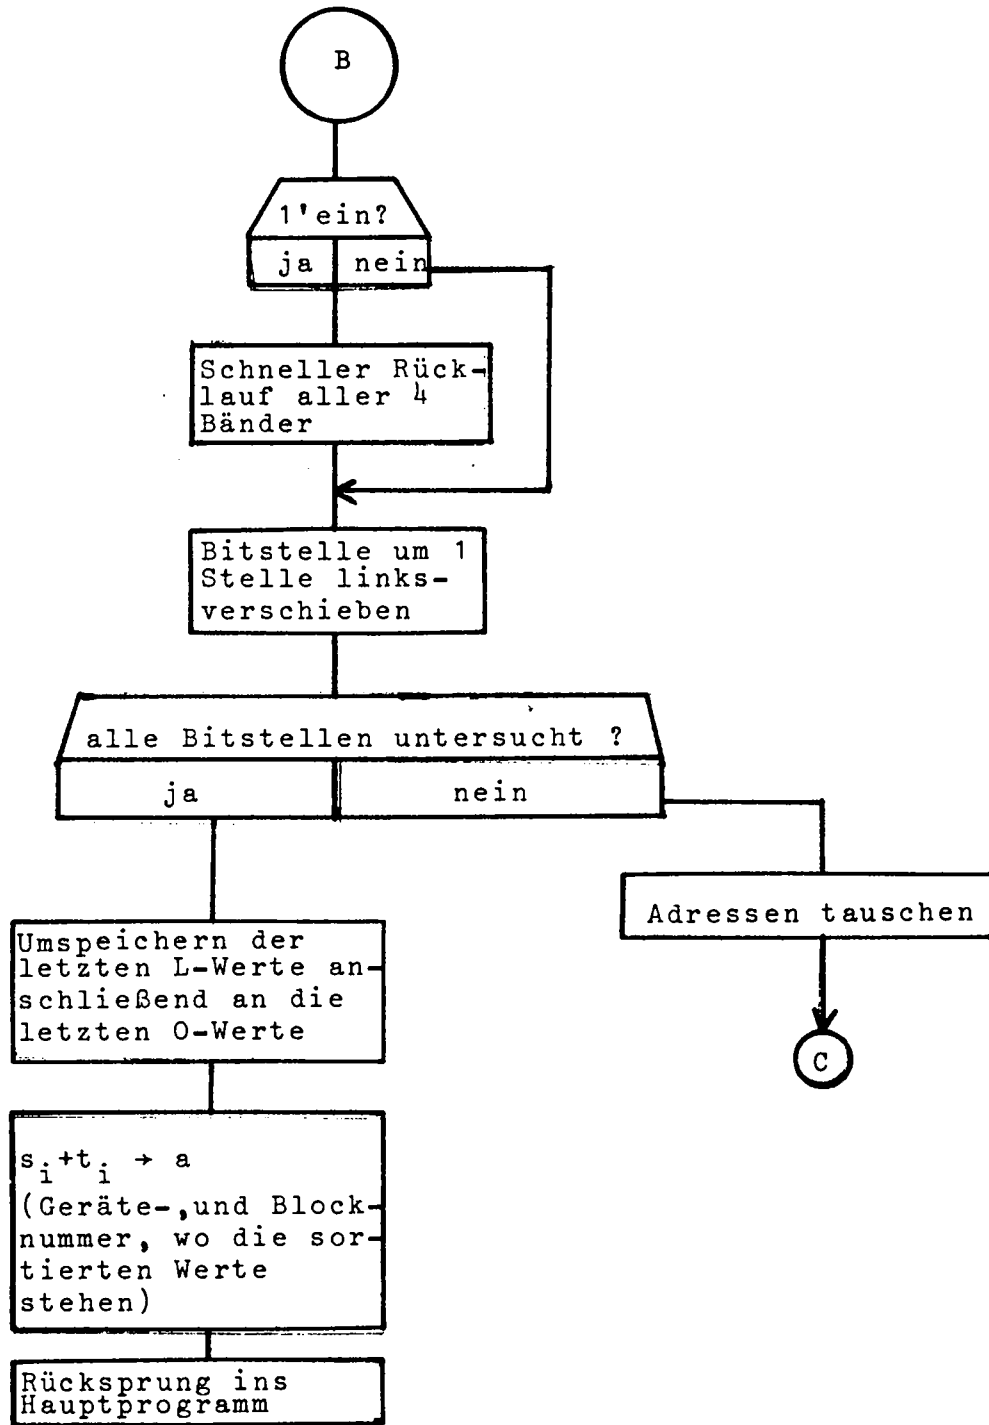 B
1'ein?
ja nein
Schneller Rück-
lauf aller 4
Bänder
Bitstelle um 1
Stelle links-
verschieben
alle Bitstellen untersucht ?
ja nein
Adressen tauschen
C
Umspeichern der
letzten L-Werte an-
schließend an die
letzten O-Werte
s_i+t_i → a
(Geräte-,und Block-
nummer, wo die sor-
tierten Werte
stehen)
Rücksprung ins
Hauptprogramm